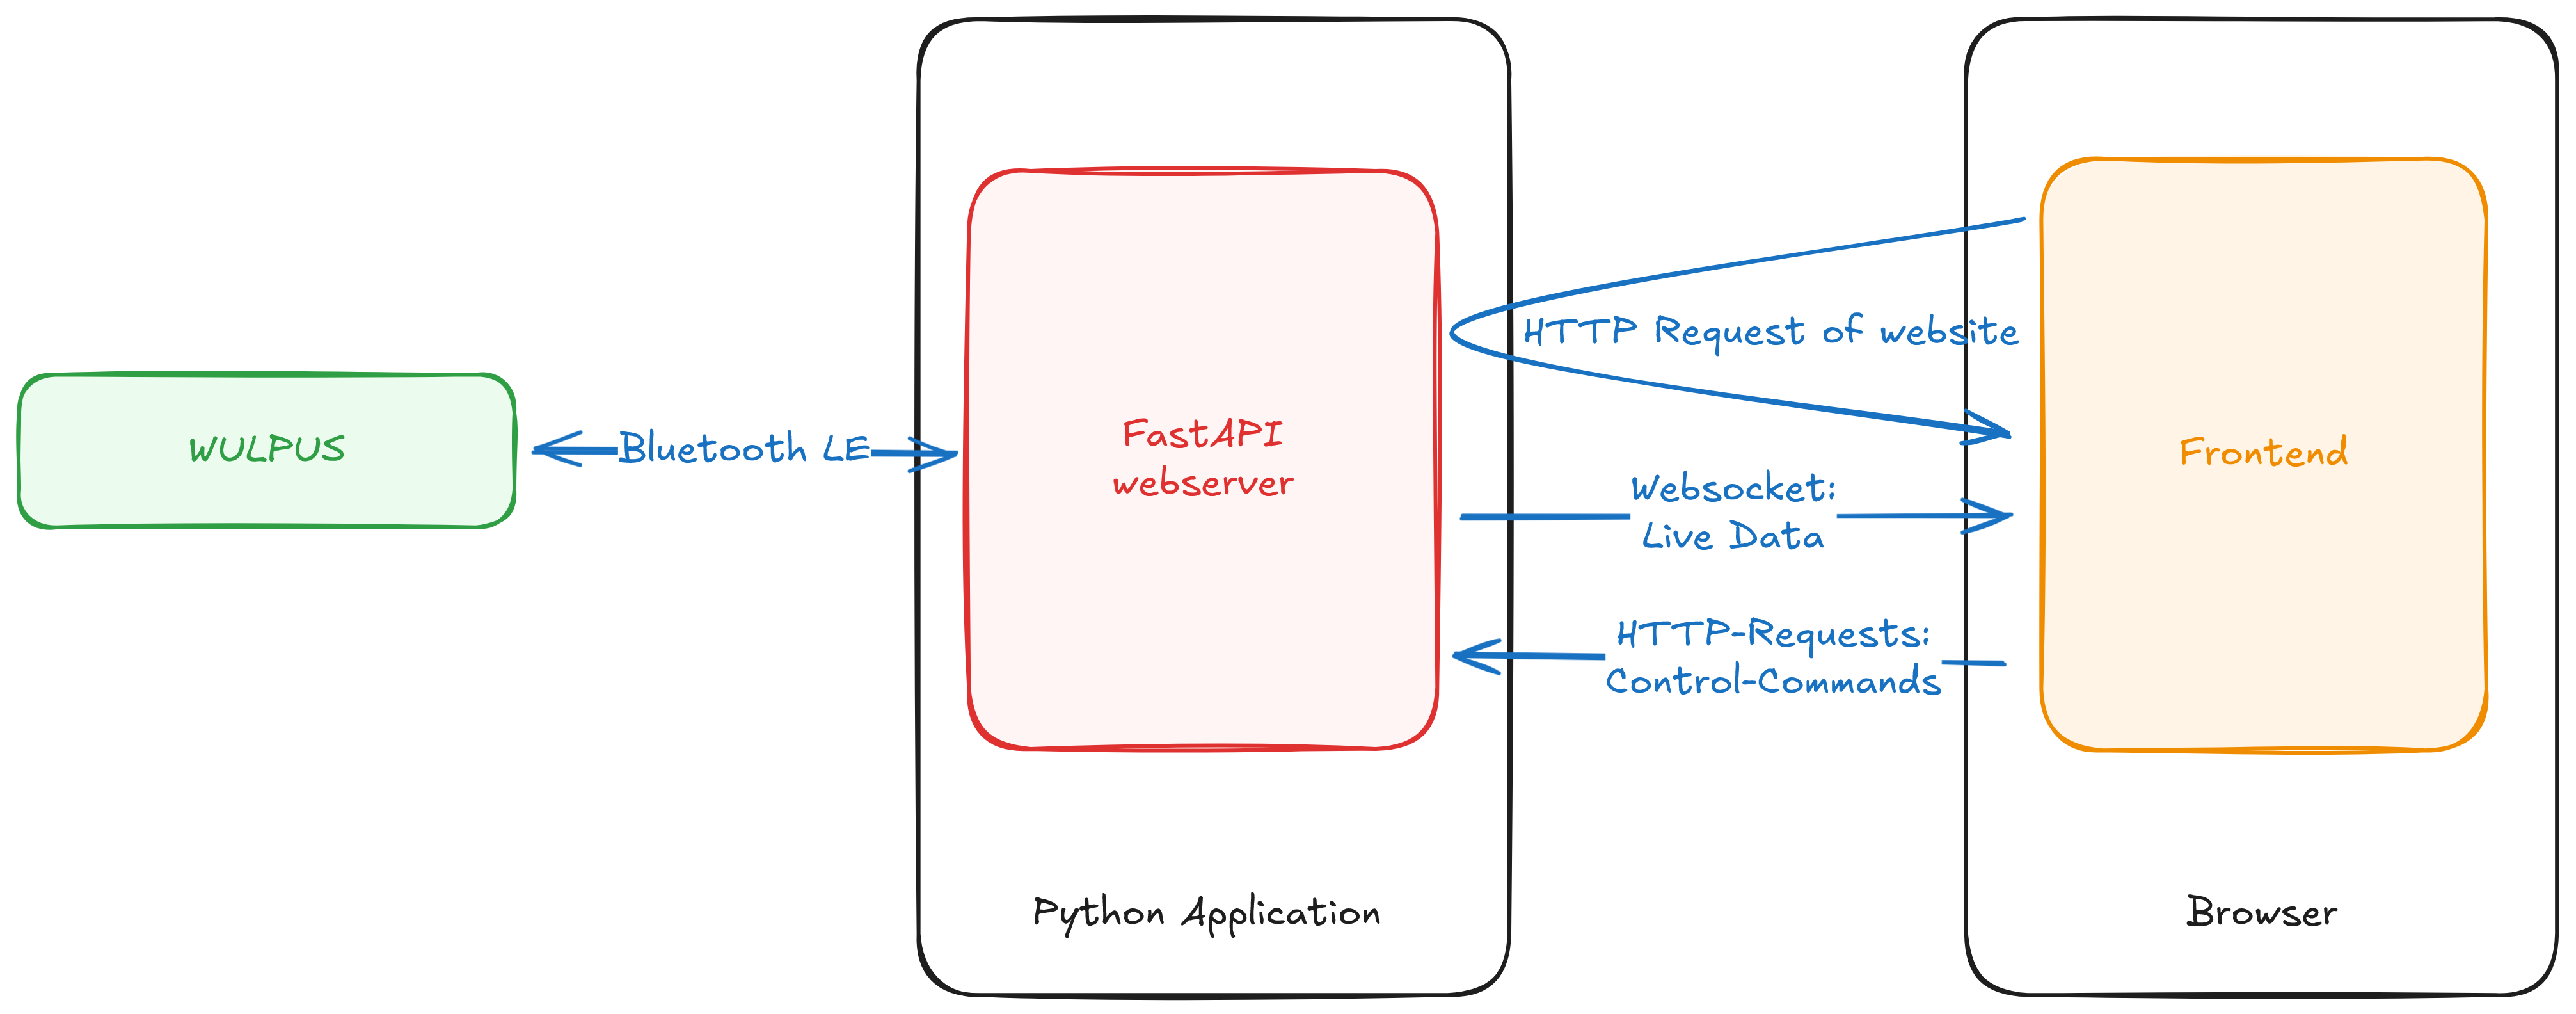 WULPUS
Bluetooth LE
FastAPI
webserver
HTTP Request of website
Websocket:
Live Data
HTTP-Requests:
Control-Commands
Frontend
Python Application
Browser